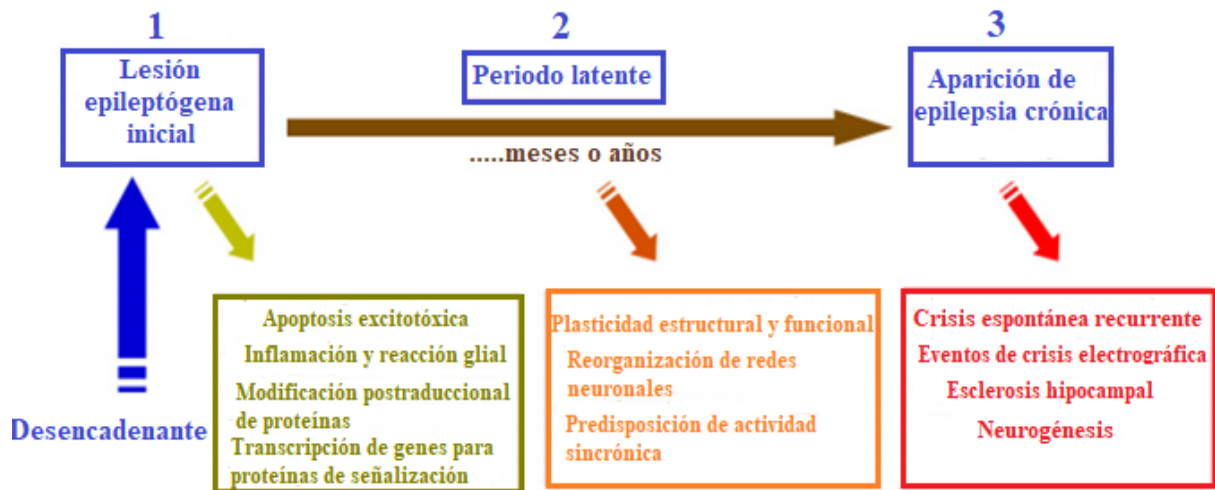 1
Lesión
epileptógena
inicial
2
Periodo latente
.....meses o años
3
Aparición de
epilepsia crónica
Desencadenante
Apoptosis excitotóxica
Inflamación y reacción glial
Modificación postraduccional
de proteínas
Transcripción de genes para
proteínas de señalización
Plasticidad estructural y funcional
Reorganización de redes
neuronales
Predisposición de actividad
sincrónica
Crisis espontánea recurrente
Eventos de crisis electrográfica
Esclerosis hipocampal
Neurogénesis